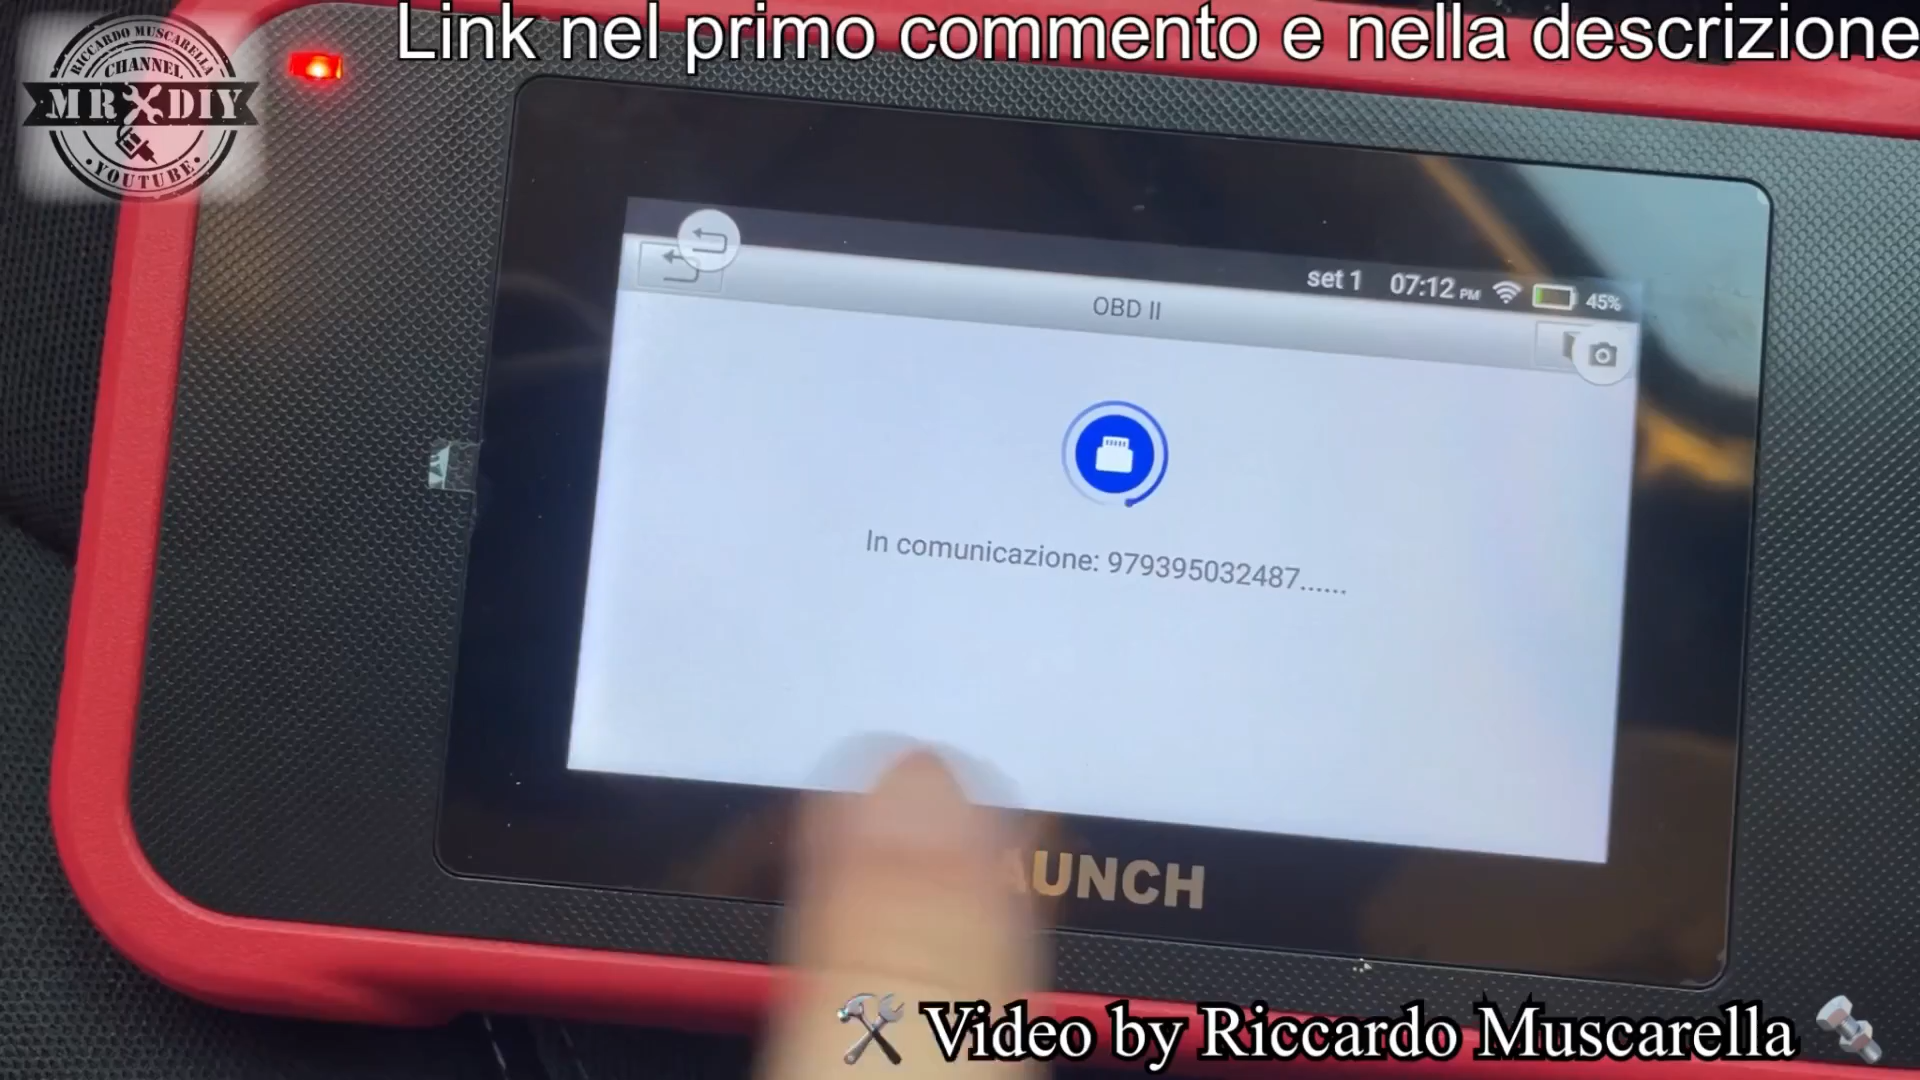 Link nel primo commento e nella descrizione
RICCARDO MUSCARELLA
CHANNEL
MR DIY
YOUTUBE
set 1 07:12 PM 45%
OBD II
In comunicazione: 979395032487......
AUNCH
Video by Riccardo Muscarella